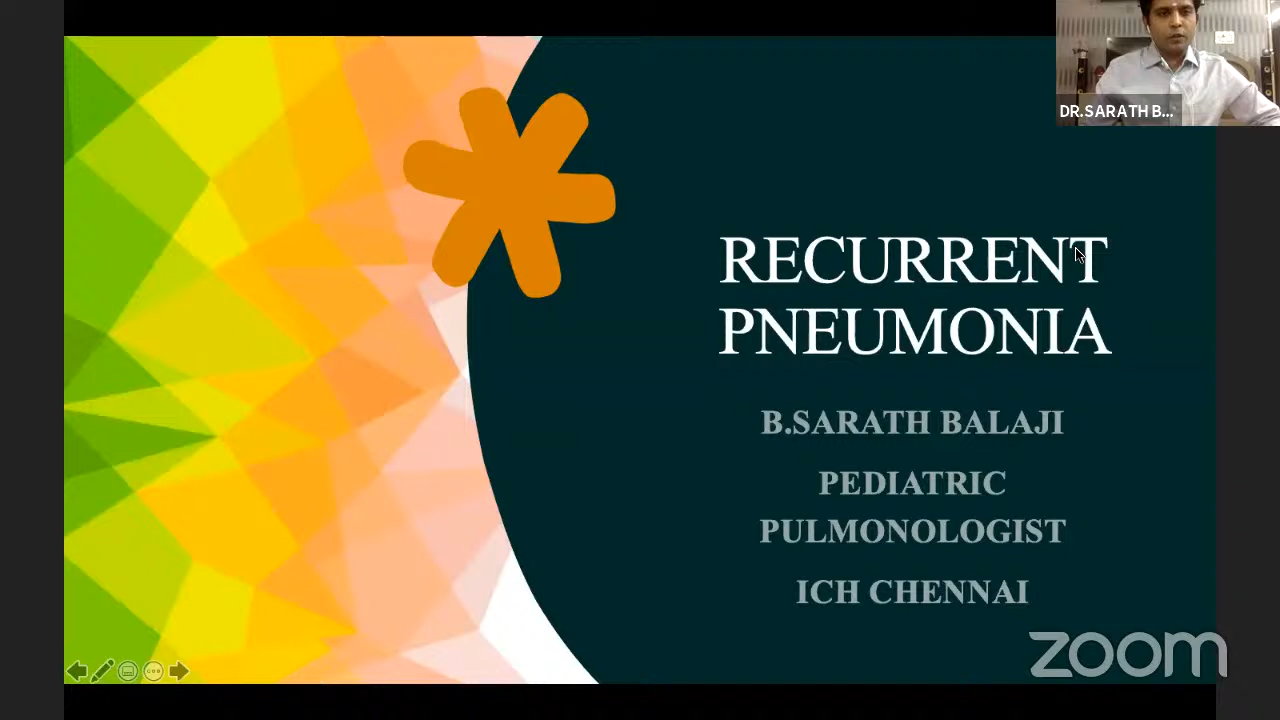 DR.SARATH B...
RECURRENT
PNEUMONIA
B.SARATH BALAJI
PEDIATRIC
PULMONOLOGIST
ICH CHENNAI
zoom